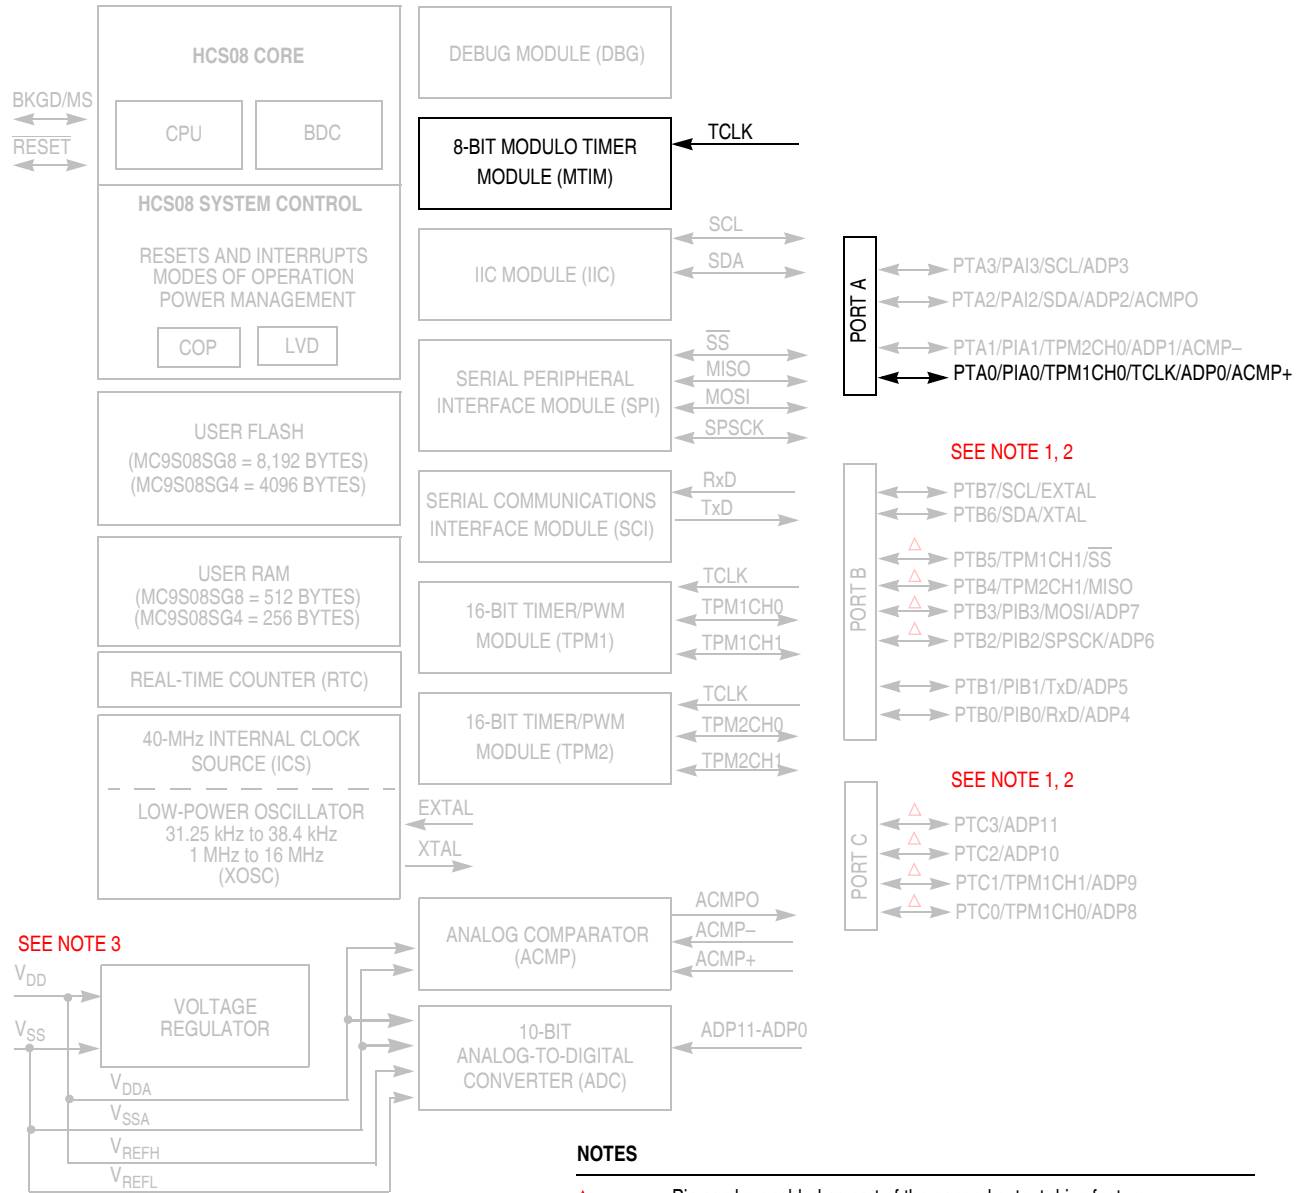 HCS08 CORE
CPU
BDC
BKGD/MS
RESET
HCS08 SYSTEM CONTROL
RESETS AND INTERRUPTS
MODES OF OPERATION
POWER MANAGEMENT
COP
LVD
USER FLASH
(MC9S08SG8 = 8,192 BYTES)
(MC9S08SG4 = 4096 BYTES)
USER RAM
(MC9S08SG8 = 512 BYTES)
(MC9S08SG4 = 256 BYTES)
REAL-TIME COUNTER (RTC)
40-MHz INTERNAL CLOCK
SOURCE (ICS)
LOW-POWER OSCILLATOR
31.25 kHz to 38.4 kHz
1 MHz to 16 MHz
(XOSC)
EXTAL
XTAL
SEE NOTE 3
VDD
VSS
VOLTAGE
REGULATOR
VDDA
VSSA
VREFH
VREFL
DEBUG MODULE (DBG)
8-BIT MODULO TIMER
MODULE (MTIM)
TCLK
IIC MODULE (IIC)
SCL
SDA
SERIAL PERIPHERAL
INTERFACE MODULE (SPI)
SS
MISO
MOSI
SPSCK
SERIAL COMMUNICATIONS
INTERFACE MODULE (SCI)
RxD
TxD
16-BIT TIMER/PWM
MODULE (TPM1)
TCLK
TPM1CH0
TPM1CH1
16-BIT TIMER/PWM
MODULE (TPM2)
TCLK
TPM2CH0
TPM2CH1
ANALOG COMPARATOR
(ACMP)
ACMPO
ACMP–
ACMP+
10-BIT
ANALOG-TO-DIGITAL
CONVERTER (ADC)
ADP11-ADP0
PORT A
PTA3/PAI3/SCL/ADP3
PTA2/PAI2/SDA/ADP2/ACMPO
PTA1/PIA1/TPM2CH0/ADP1/ACMP–
PTA0/PIA0/TPM1CH0/TCLK/ADP0/ACMP+
SEE NOTE 1, 2
PORT B
PTB7/SCL/EXTAL
PTB6/SDA/XTAL
PTB5/TPM1CH1/SS
PTB4/TPM2CH1/MISO
PTB3/PIB3/MOSI/ADP7
PTB2/PIB2/SPSCK/ADP6
PTB1/PIB1/TxD/ADP5
PTB0/PIB0/RxD/ADP4
SEE NOTE 1, 2
PORT C
PTC3/ADP11
PTC2/ADP10
PTC1/TPM1CH1/ADP9
PTC0/TPM1CH0/ADP8
NOTES